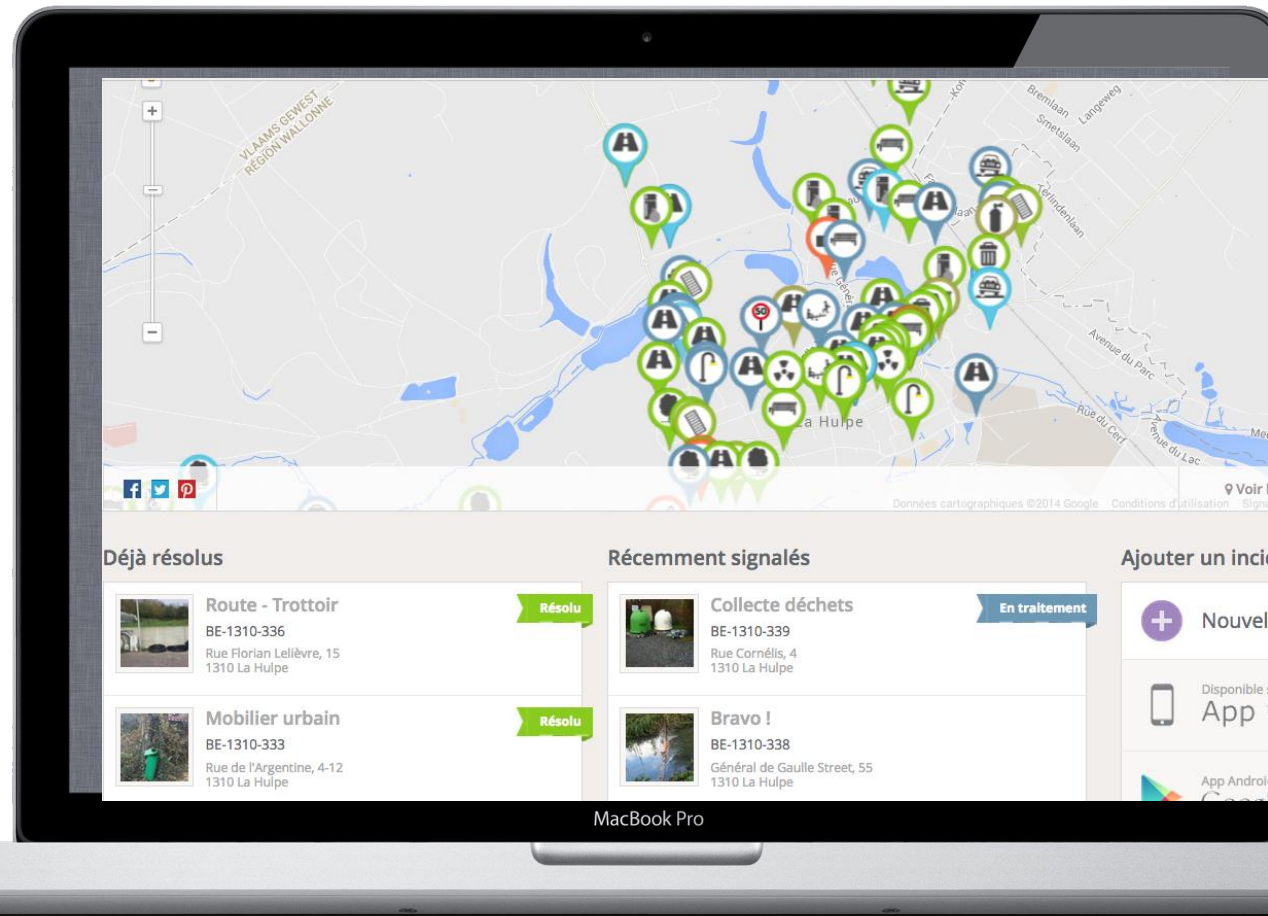 VLAAMS GEWEST
RÉGION WALLONNE
Bremlaan
Langeweg
Smetslaan
Terlindenlaan
50
Avenue du Parc
La Hulpe
Rue du Cerf
Avenue du Lac
Voir
Données cartographiques ©2014 Google
Conditions d'utilisation
Déjà résolus
Récemment signalés
Ajouter un
Route - Trottoir
Résolu
BE-1310-336
Rue Florian Lelièvre, 15
1310 La Hulpe
Collecte déchets
En traitement
BE-1310-339
Rue Cornélis, 4
1310 La Hulpe
Mobilier urbain
Résolu
BE-1310-333
Rue de l'Argentine, 4-12
1310 La Hulpe
Bravo !
BE-1310-338
Général de Gaulle Street, 55
1310 La Hulpe
Nouvel
Disponible
App
App Android
MacBook Pro